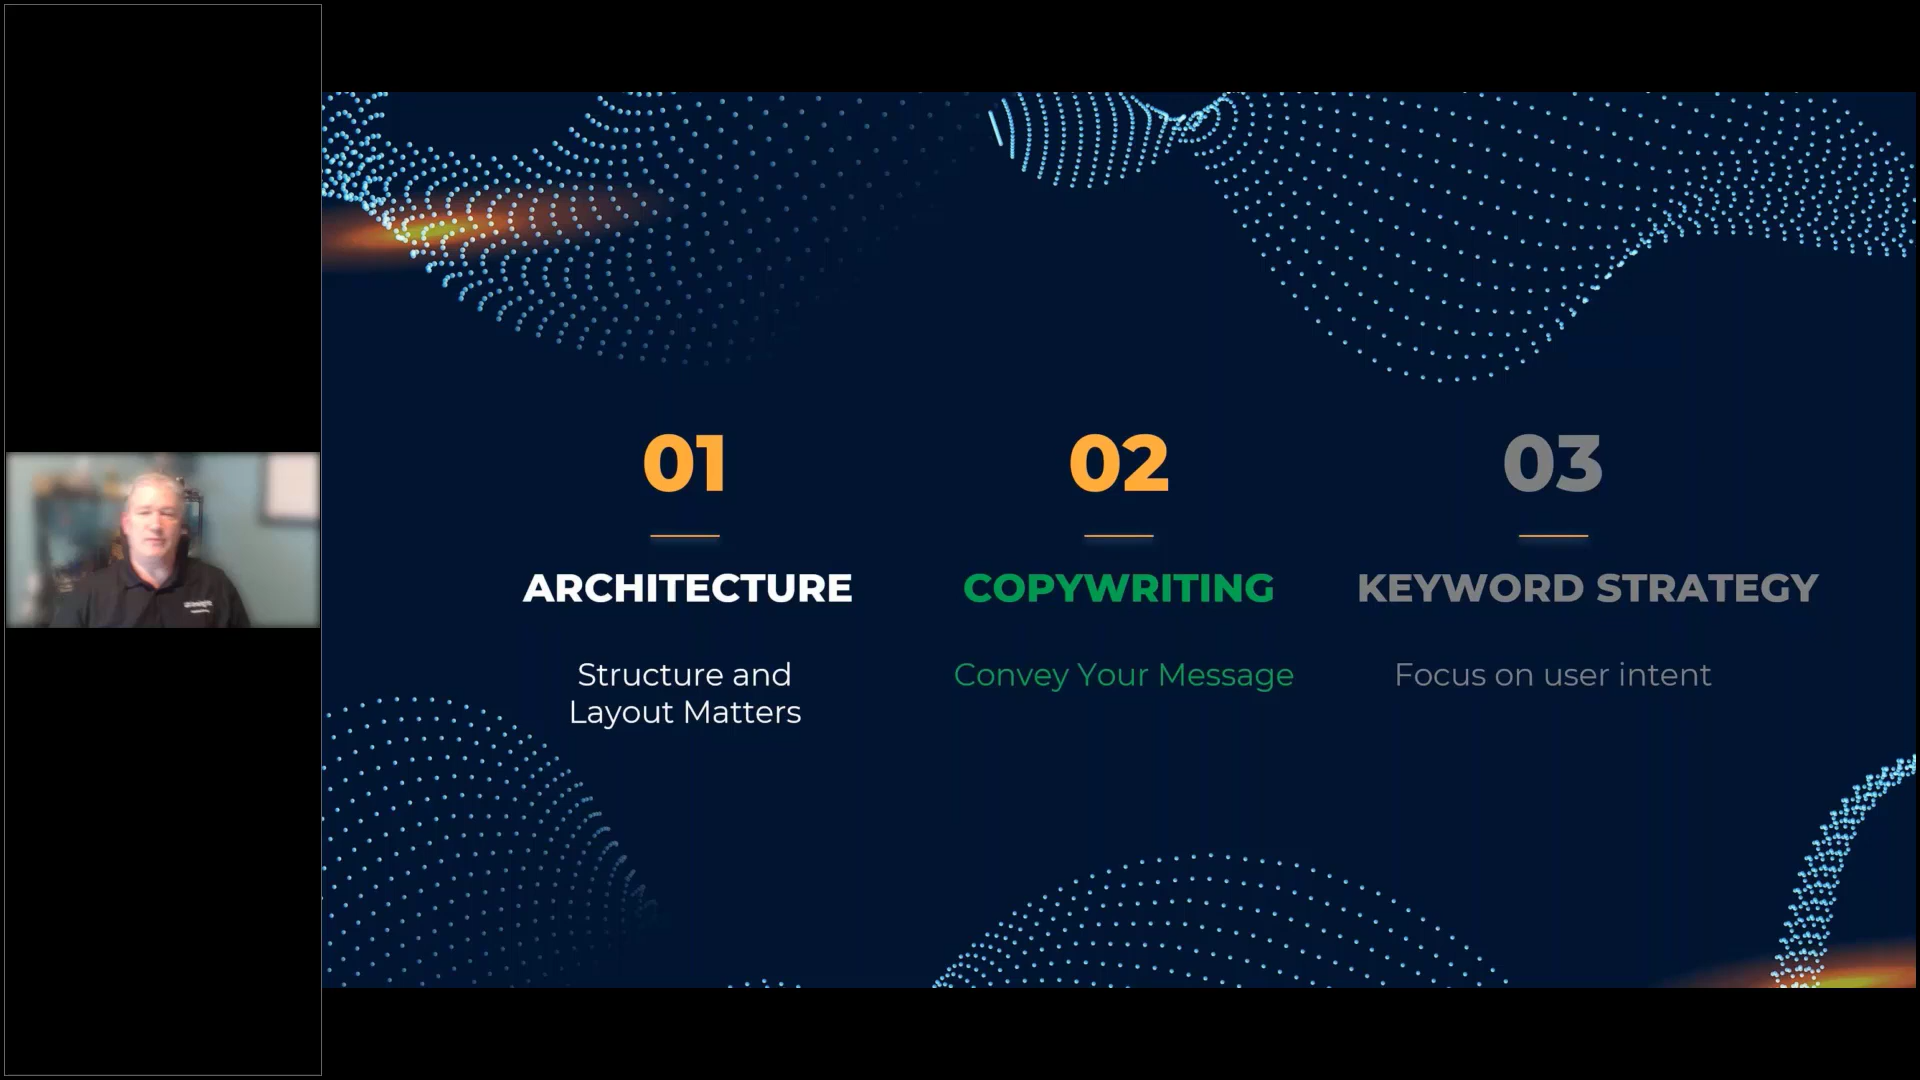 01
ARCHITECTURE
Structure and
Layout Matters
02
COPYWRITING
Convey Your Message
03
KEYWORD STRATEGY
Focus on user intent